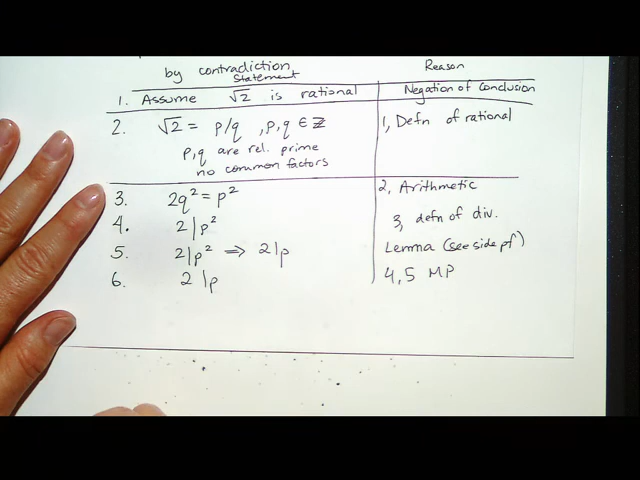 by contradiction
Statement
Reason
1. Assume √2 is rational
Negation of Conclusion
2. √2 = p/q , p,q ∈ ℤ
1, Defn of rational
p,q are rel. prime
no common factors
3. 2q² = p²
2, Arithmetic
4. 2|p²
3, defn of div.
5. 2|p² ⇒ 2|p
Lemma (see side pf)
6. 2|p
4,5 MP